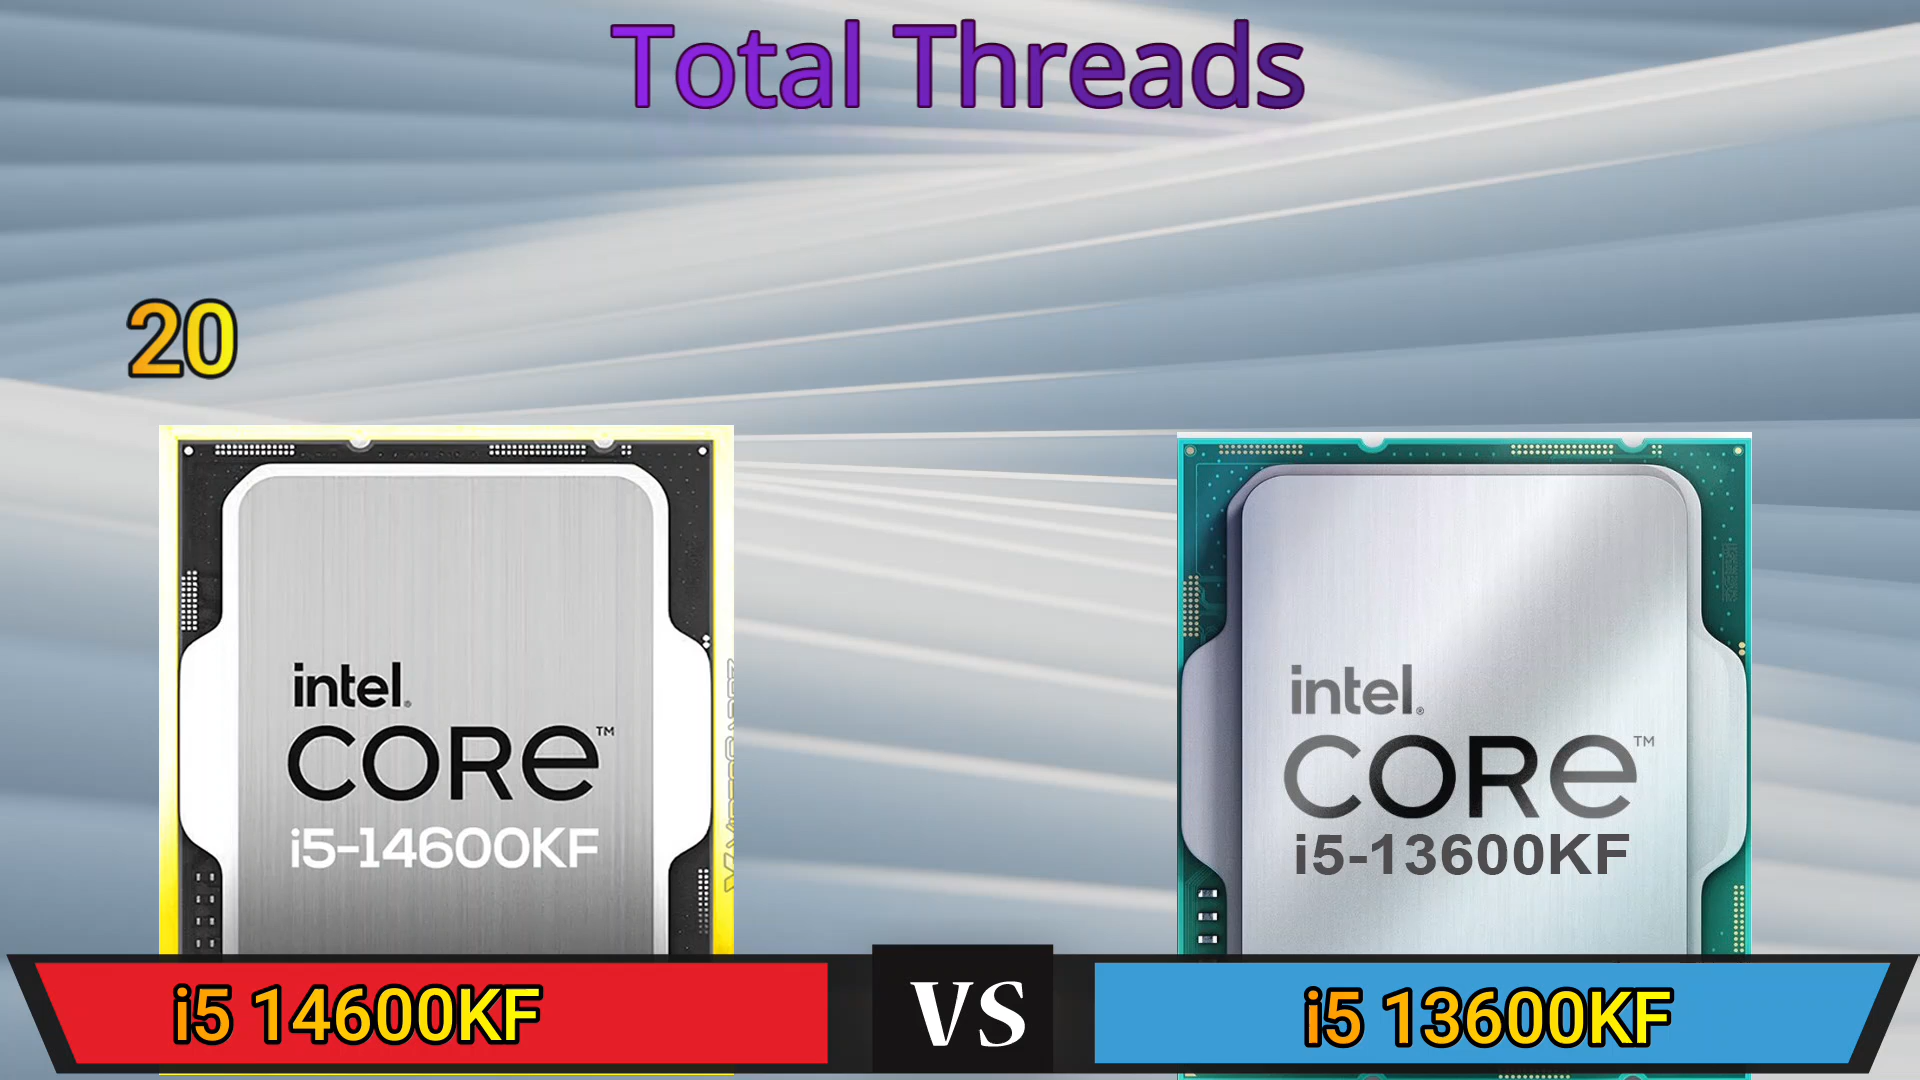 Total Threads
20
intel.
CORe™
i5-14600KF
intel.
CORe™
i5-13600KF
i5 14600KF
VS
i5 13600KF